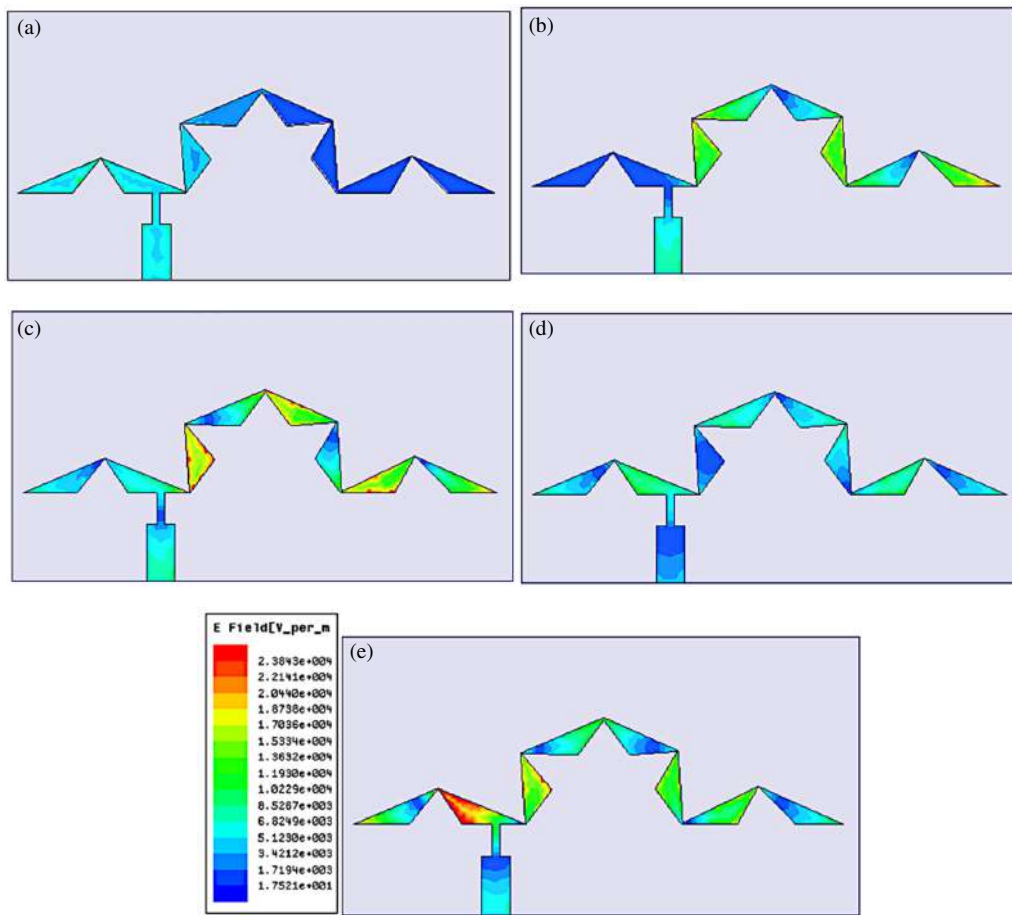 (a)
(b)
(c)
(d)
E Field[V_per_m
2.3843e+004
2.2141e+004
2.0440e+004
1.8738e+004
1.7036e+004
1.5334e+004
1.3632e+004
1.1930e+004
1.0229e+004
8.5267e+003
6.8249e+003
5.1230e+003
3.4212e+003
1.7194e+003
1.7521e+001
(e)